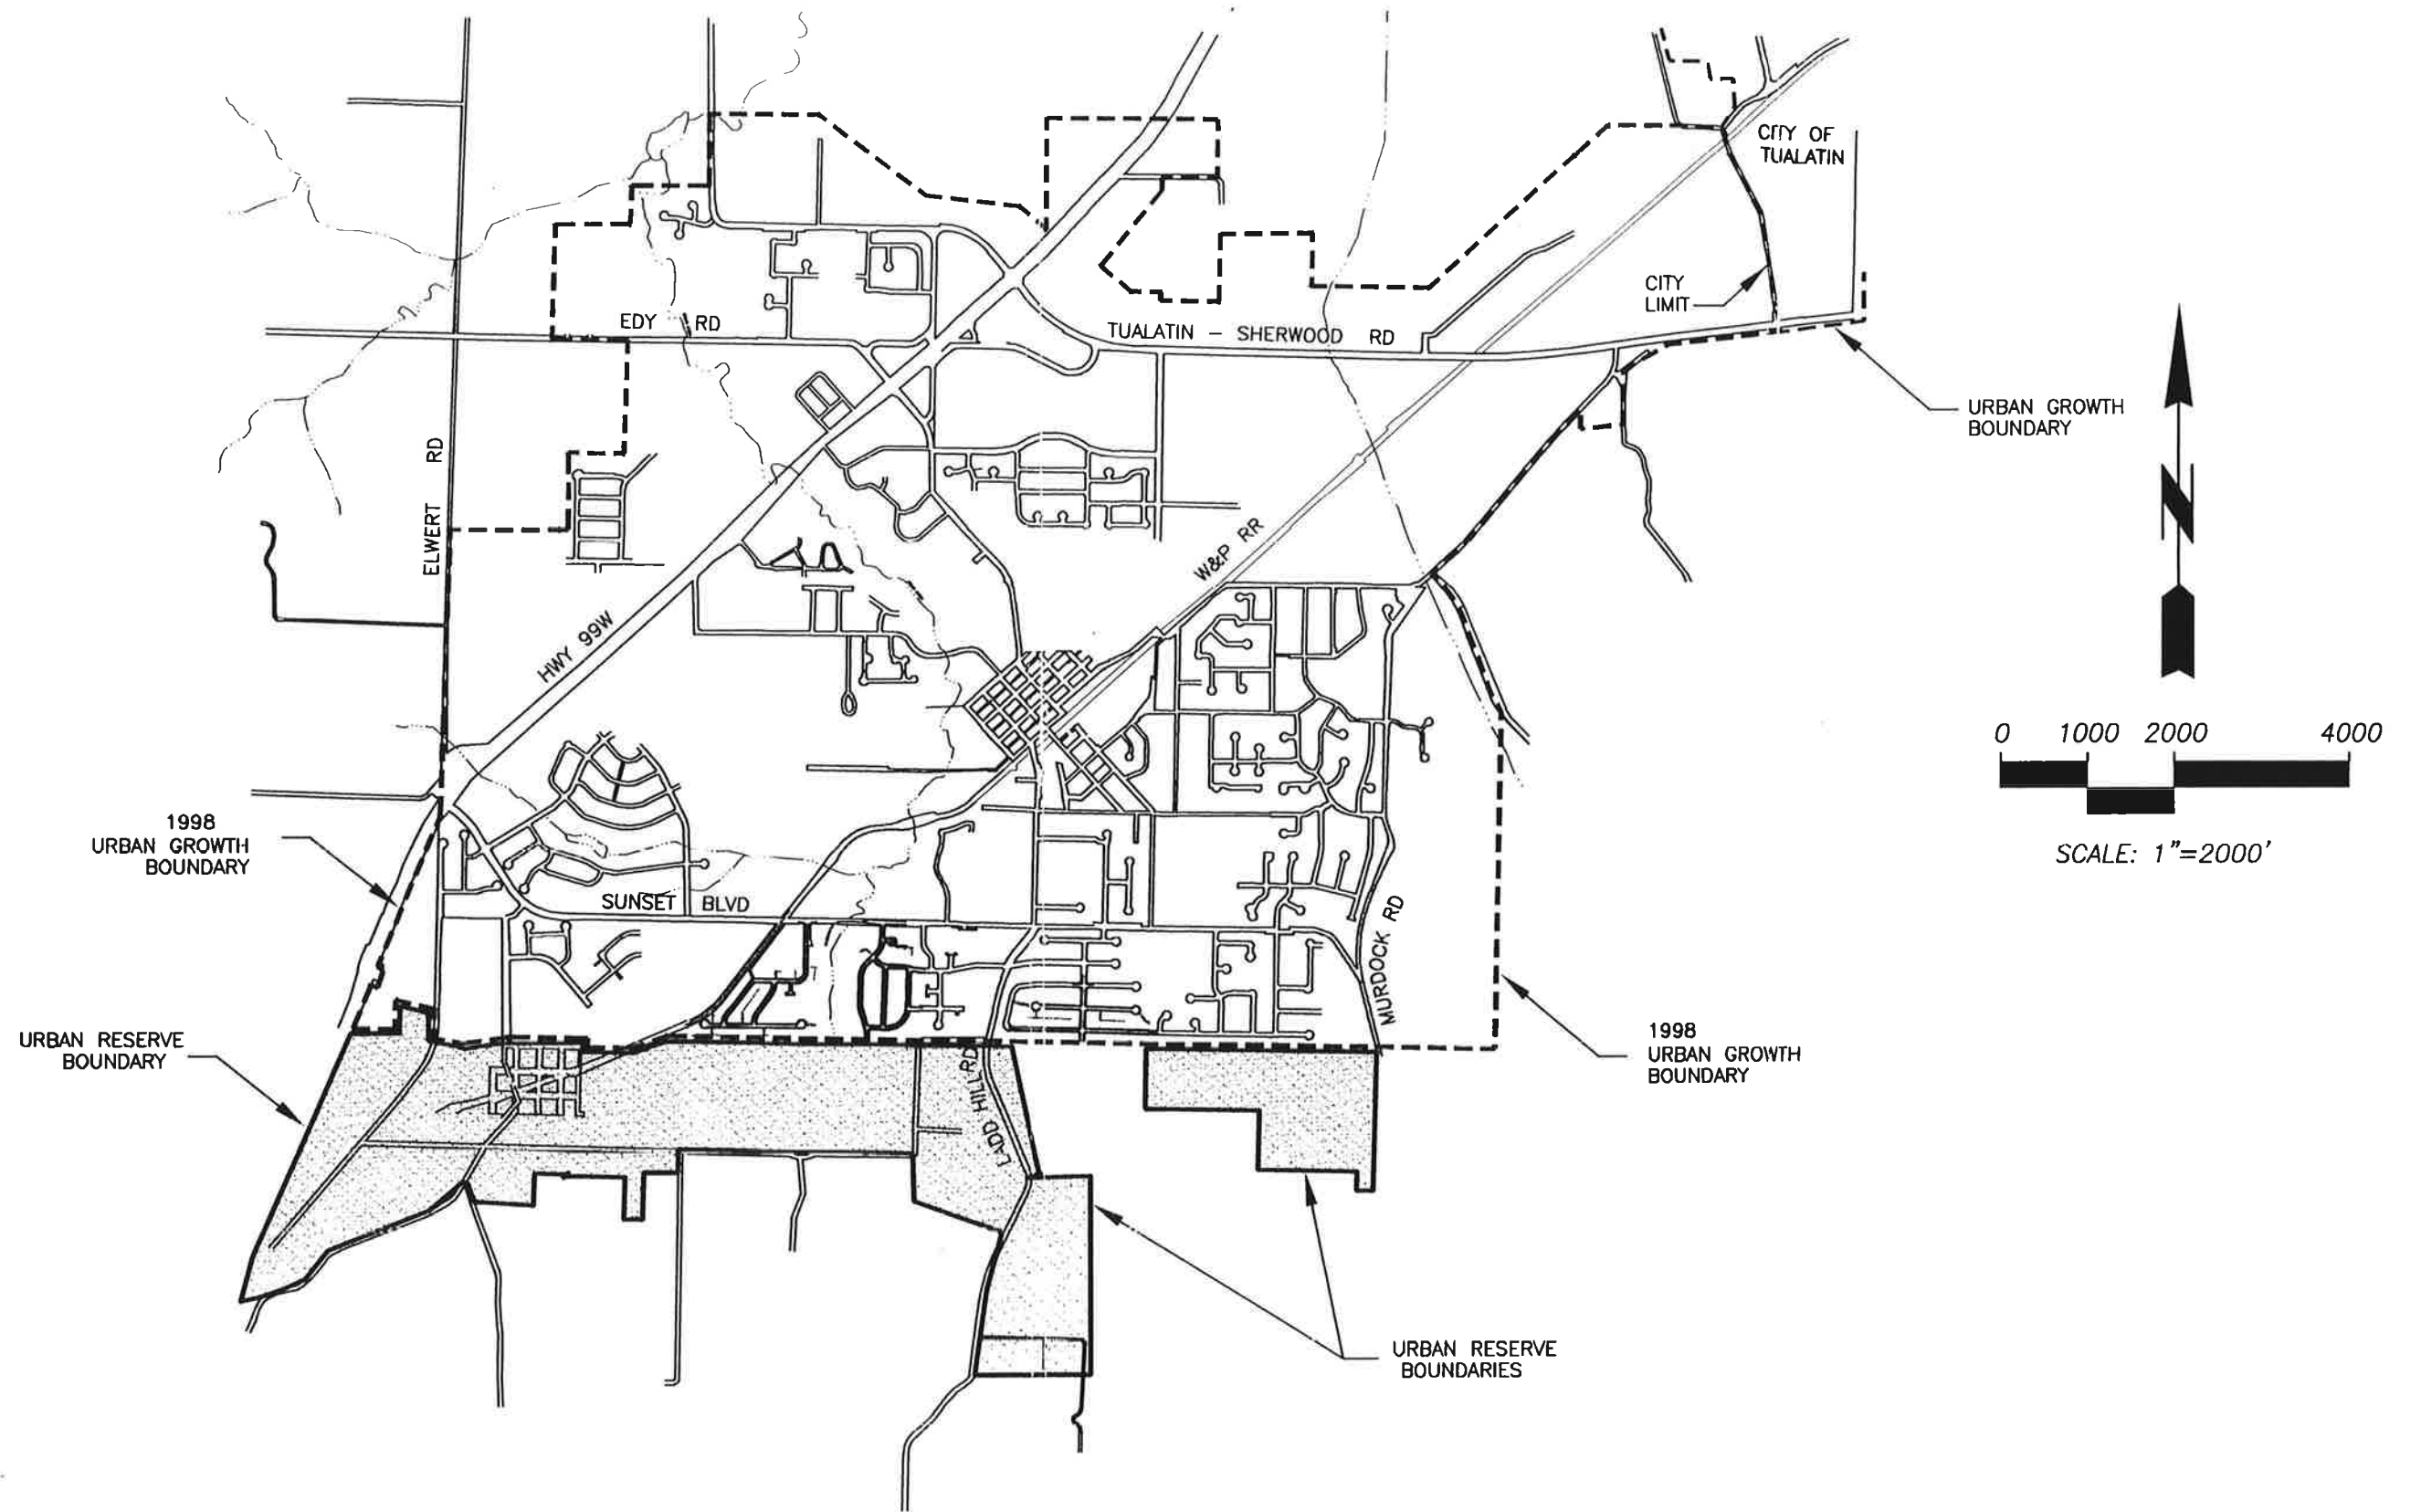 CITY OF
TUALATIN
CITY
LIMIT
EDY RD
TUALATIN - SHERWOOD RD
URBAN GROWTH
BOUNDARY
ELWERT RD
N
W&P RR
HWY 99W
0 1000 2000 4000
SCALE: 1"=2000'
1998
URBAN GROWTH
BOUNDARY
SUNSET BLVD
MURDOCK RD
URBAN RESERVE
BOUNDARY
1998
URBAN GROWTH
BOUNDARY
LADD HILL RD
URBAN RESERVE
BOUNDARIES